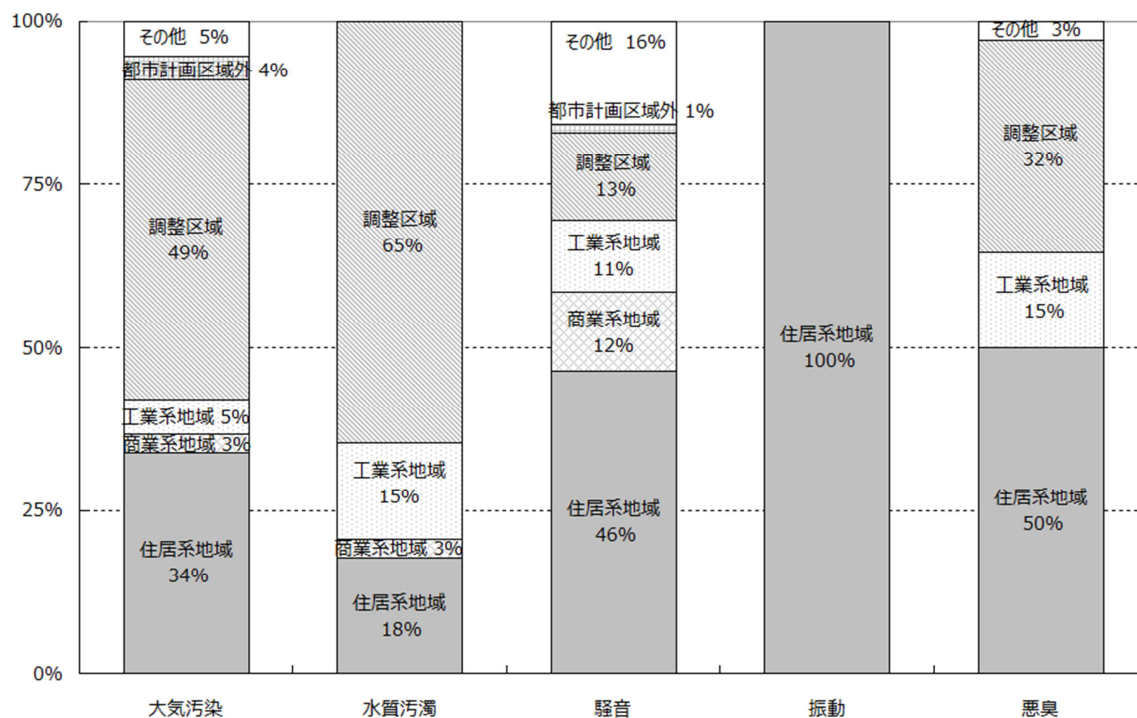 100%
75%
50%
25%
0%
その他 5%
都市計画区域外 4%
調整区域
49%
工業系地域 5%
商業系地域 3%
住居系地域
34%
大気汚染
調整区域
65%
工業系地域
15%
商業系地域 3%
住居系地域
18%
水質汚濁
その他 16%
都市計画区域外 1%
調整区域
13%
工業系地域
11%
商業系地域
12%
住居系地域
46%
騒音
住居系地域
100%
振動
その他 3%
調整区域
32%
工業系地域
15%
住居系地域
50%
悪臭